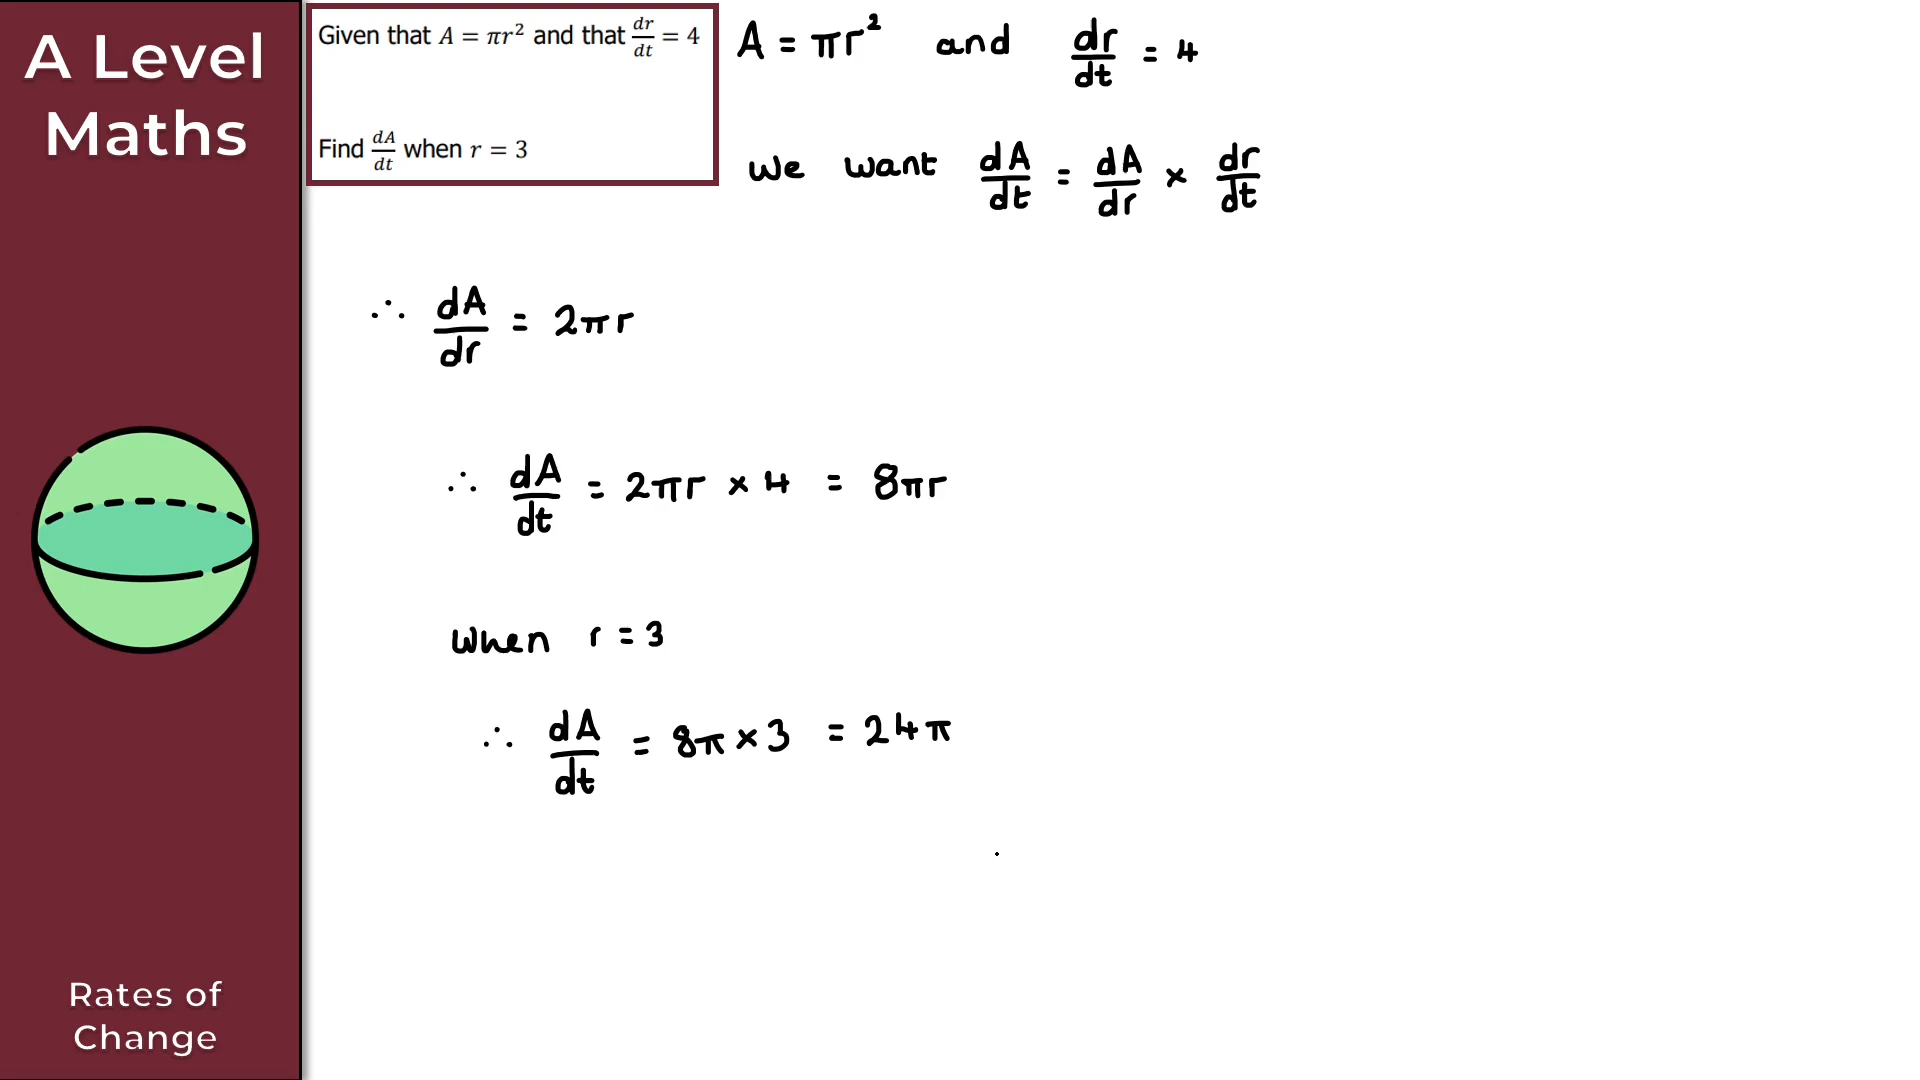 A Level
Maths
Given that A = πr² and that dr/dt = 4
Find dA/dt when r = 3
A = πr² and dr/dt = 4
We want dA/dt = dA/dr × dr/dt
∴ dA/dr = 2πr
∴ dA/dt = 2πr × 4 = 8πr
When r = 3
∴ dA/dt = 8π × 3 = 24π
Rates of
Change